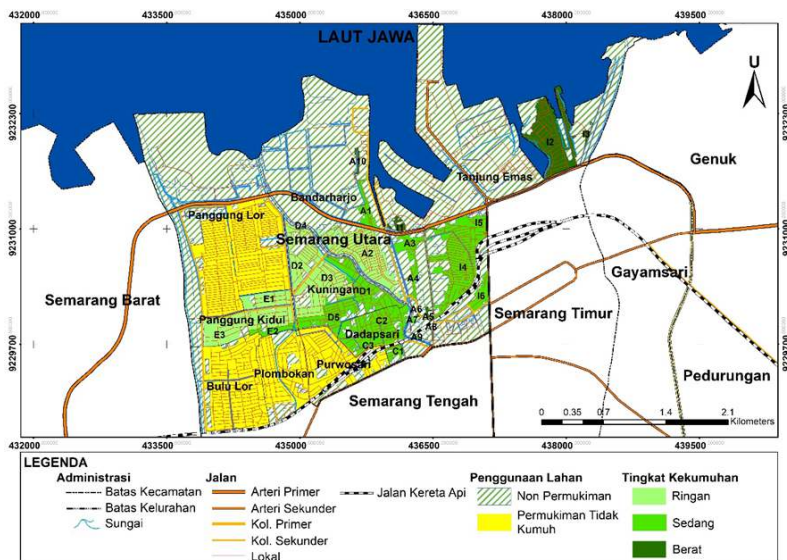 432000 433500 435000 436500 438000 439500
LAUT JAWA
U
9232300
9232300
I2
Genuk
A10
Tanjung Emas
Bandarharjo
Panggung Lor
A1
I5
D4
9231000
9231000
Semarang Utara
A3
A2
Gayamsari
D2
D3
I4
Kuningan
D1
A4
Semarang Barat
E1
I6
Semarang Timur
A6
A5
Panggung Kidul
D5
C2
A7
A8
E3
E2
Dadapsari
A9
9229700
9229700
C3
C1
Purwosari
Plombokan
Pedurungan
Bulu Lor
Semarang Tengah
0 0.35 0.7 1.4 2.1
Kilometers
432000 433500 435000 436500 438000 439500
LEGENDA
Administrasi
Batas Kecamatan
Batas Kelurahan
Sungai
Jalan
Arteri Primer
Arteri Sekunder
Kol. Primer
Kol. Sekunder
Lokal
Jalan Kereta Api
Penggunaan Lahan
Non Permukiman
Permukiman Tidak
Kumuh
Tingkat Kekumuhan
Ringan
Sedang
Berat